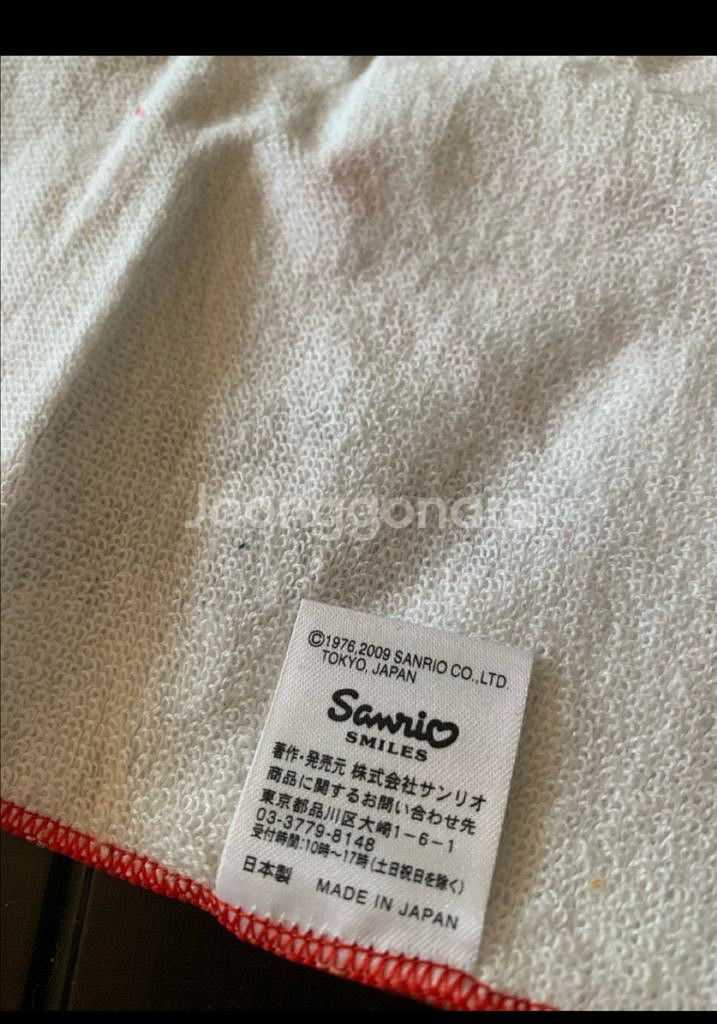 Joonggonara
©1976,2009 SANRIO CO.,LTD.
TOKYO, JAPAN
Sanrio
SMILES
著作・発売元 株式会社サンリオ
商品に関するお問い合わせ先
東京都品川区大崎1-6-1
03-3779-8148
受付時間:10時～17時(土日祝日を除く)
日本製 MADE IN JAPAN